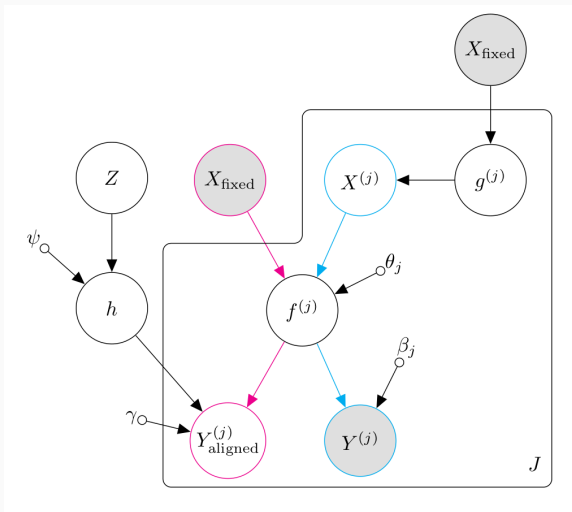 X_fixed
Z
X_fixed
X^(j)
g^(j)
ψ
θ_j
h
f^(j)
β_j
γ
Y^(j)_aligned
Y^(j)
J